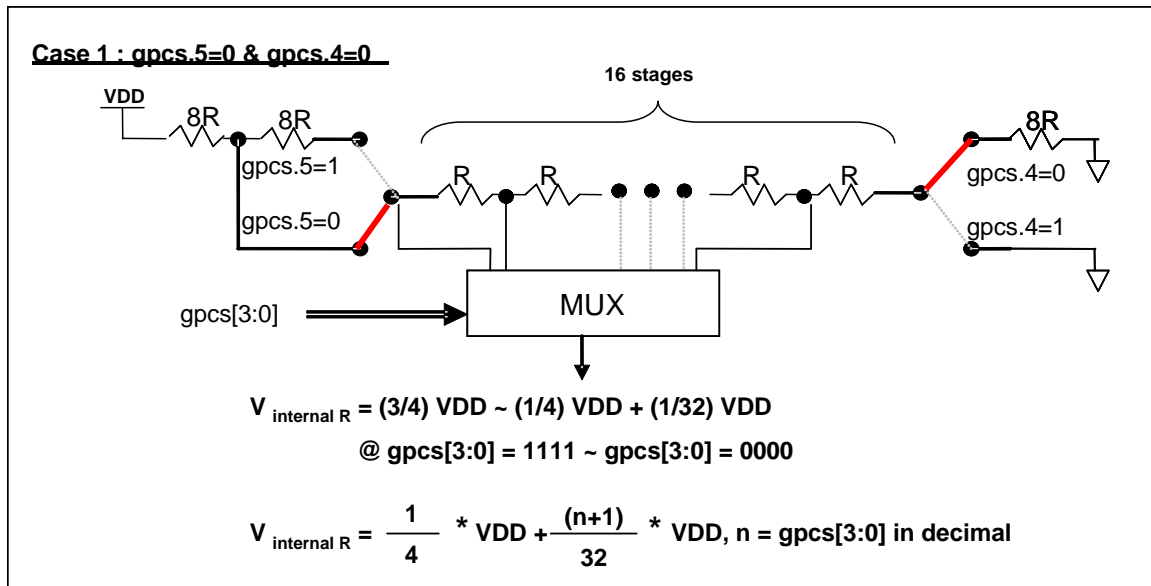 Case 1 : gpcs.5=0 & gpcs.4=0
16 stages
VDD
8R
8R
8R
gpcs.5=1
R
R
R
R
gpcs.4=0
gpcs.5=0
gpcs.4=1
MUX
gpcs[3:0]
V internal R = (3/4) VDD ~ (1/4) VDD + (1/32) VDD
@ gpcs[3:0] = 1111 ~ gpcs[3:0] = 0000
V internal R = 1/4 * VDD + (n+1)/32 * VDD, n = gpcs[3:0] in decimal